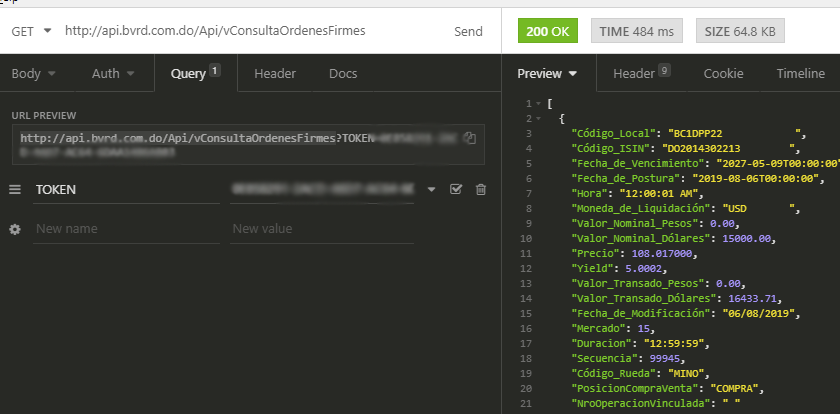 GET http://api.bvrd.com.do/Api/vConsultaOrdenesFirmes Send
200 OK TIME 484 ms SIZE 64.8 KB
Body Auth Query 1 Header Docs
Preview Header 9 Cookie Timeline
URL PREVIEW
http://api.bvrd.com.do/Api/vConsultaOrdenesFirmes?TOKEN
TOKEN
New name New value
1 [
2 {
3 "Código_Local": "BC1DPP22 ",
4 "Código_ISIN": "DO2014302213 ",
5 "Fecha_de_Vencimiento": "2027-05-09T00:00:00"
6 "Fecha_de_Postura": "2019-08-06T00:00:00",
7 "Hora": "12:00:01 AM",
8 "Moneda_de_Liquidación": "USD ",
9 "Valor_Nominal_Pesos": 0.00,
10 "Valor_Nominal_Dólares": 15000.00,
11 "Precio": 108.017000,
12 "Yield": 5.0002,
13 "Valor_Transado_Pesos": 0.00,
14 "Valor_Transado_Dólares": 16433.71,
15 "Fecha_de_Modificación": "06/08/2019",
16 "Mercado": 15,
17 "Duracion": "12:59:59",
18 "Secuencia": 99945,
19 "Código_Rueda": "MINO",
20 "PosicionCompraVenta": "COMPRA",
21 "NroOperacionVinculada": " "